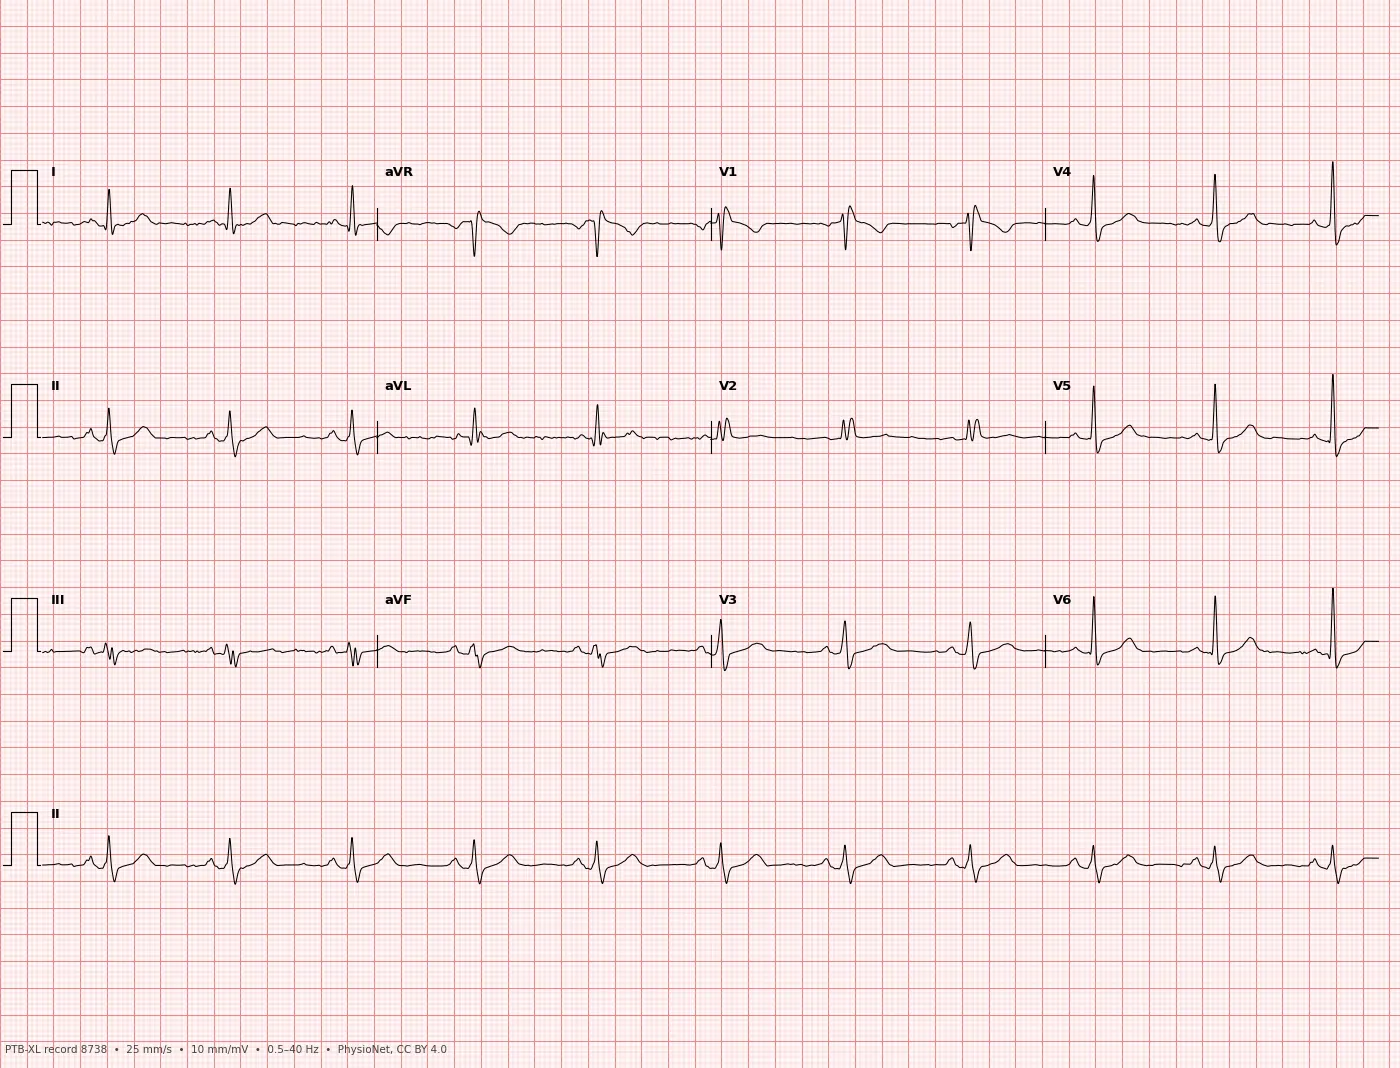 I aVR V1 V4
II aVL V2 V5
III aVF V3 V6
II
PTB-XL record 8738 • 25 mm/s • 10 mm/mV • 0.5–40 Hz • PhysioNet, CC BY 4.0